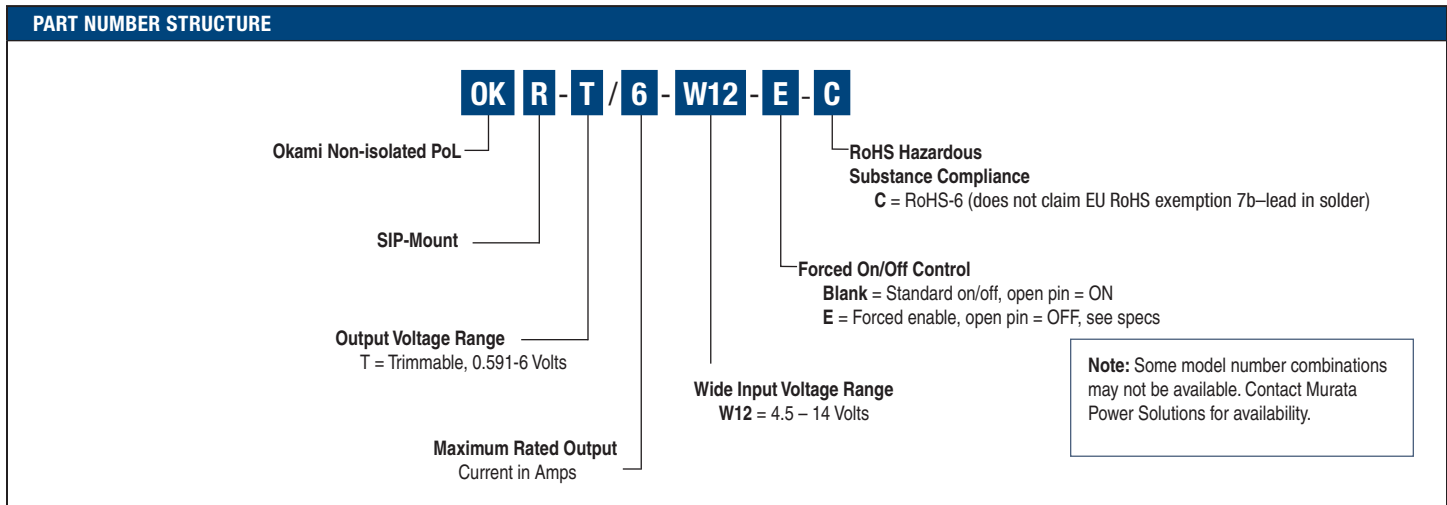 PART NUMBER STRUCTURE
OK R - T / 6 - W12 - E - C
Okami Non-isolated PoL
RoHS Hazardous
Substance Compliance
C = RoHS-6 (does not claim EU RoHS exemption 7b–lead in solder)
SIP-Mount
Forced On/Off Control
Blank = Standard on/off, open pin = ON
E = Forced enable, open pin = OFF, see specs
Output Voltage Range
T = Trimmable, 0.591-6 Volts
Wide Input Voltage Range
W12 = 4.5 – 14 Volts
Note: Some model number combinations
may not be available. Contact Murata
Power Solutions for availability.
Maximum Rated Output
Current in Amps